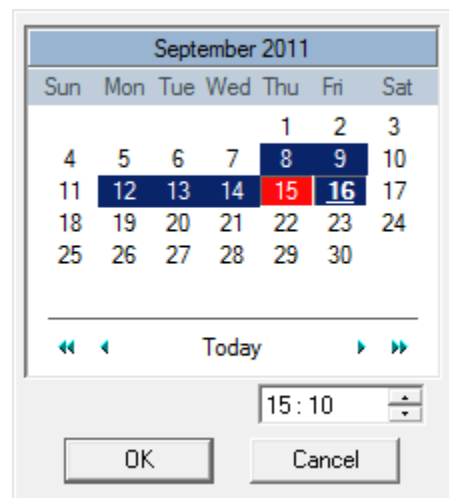 September 2011
Sun Mon Tue Wed Thu Fri Sat
1 2 3
4 5 6 7 8 9 10
11 12 13 14 15 16 17
18 19 20 21 22 23 24
25 26 27 28 29 30
Today
15:10
OK Cancel